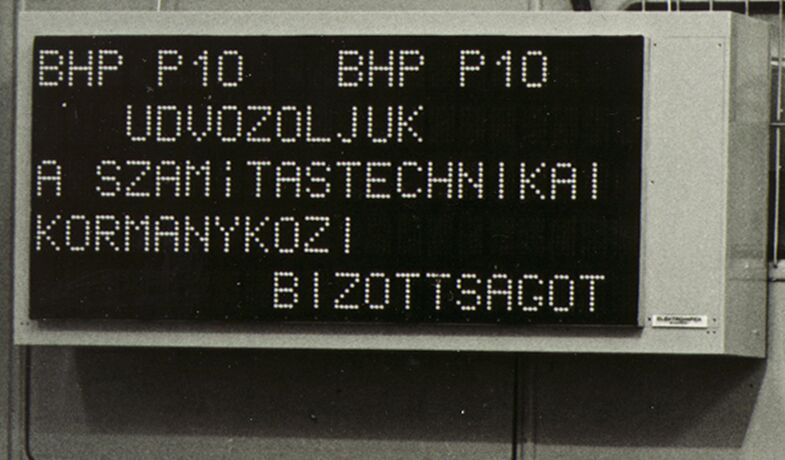 BHP P10 BHP P10
UDVOZOLJUK
A SZAMiTASTECHNIKAI
KORMANYKOZI
BIZOTTSAGOT